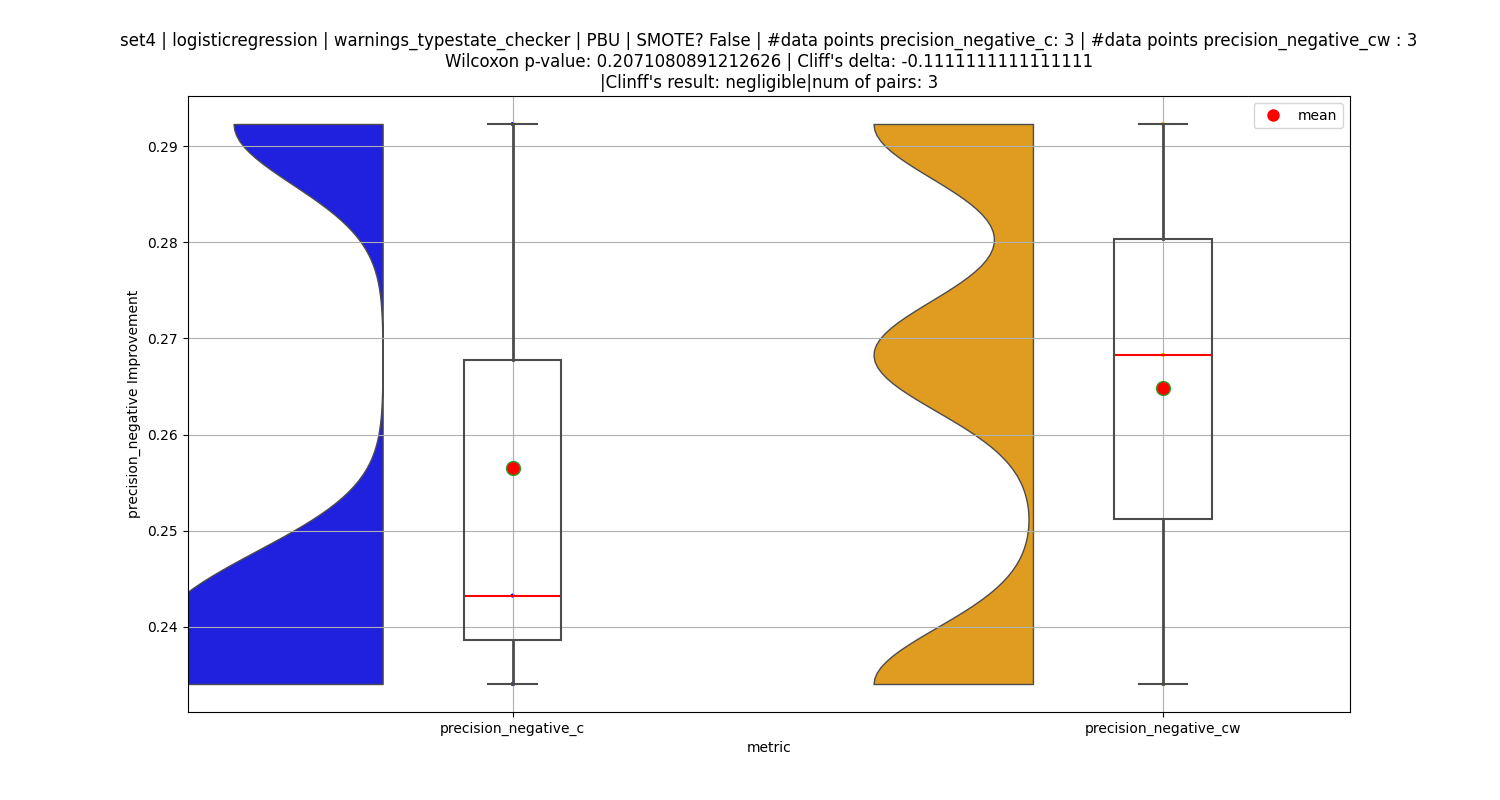 set4 | logisticregression | warnings_typestate_checker | PBU | SMOTE? False | #data points precision_negative_c: 3 | #data points precision_negative_cw : 3
Wilcoxon p-value: 0.2071080891212626 | Cliff's delta: -0.1111111111111111
|Clinff's result: negligible|num of pairs: 3
mean
0.29
0.28
0.27
0.26
0.25
0.24
precision_negative Improvement
precision_negative_c
precision_negative_cw
metric